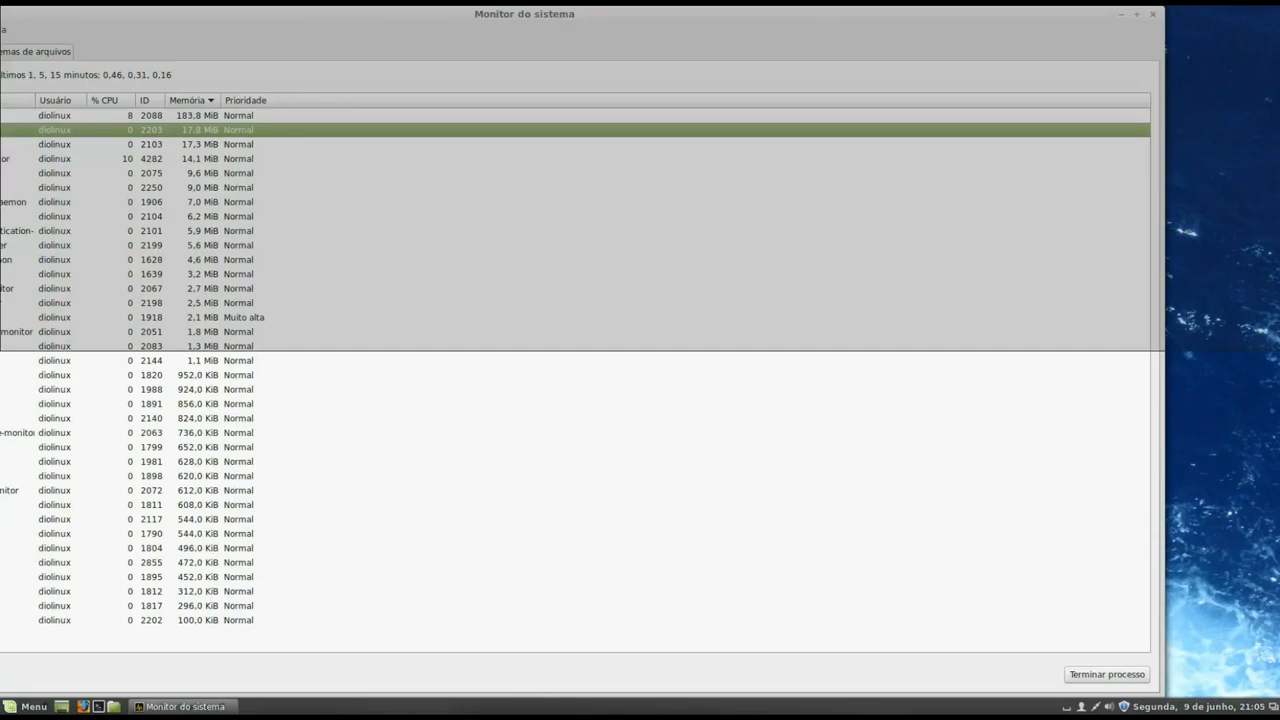 Monitor do sistema
a
emas de arquivos
ltimos 1, 5, 15 minutos: 0,46, 0,31, 0,16
Usuário % CPU ID Memória Prioridade
diolinux 8 2088 183,8 MiB Normal
diolinux 0 2203 17,8 MiB Normal
diolinux 0 2103 17,3 MiB Normal
or diolinux 10 4282 14,1 MiB Normal
diolinux 0 2075 9,6 MiB Normal
diolinux 0 2250 9,0 MiB Normal
aemon diolinux 0 1906 7,0 MiB Normal
diolinux 0 2104 6,2 MiB Normal
tication- diolinux 0 2101 5,9 MiB Normal
er diolinux 0 2199 5,6 MiB Normal
on diolinux 0 1628 4,6 MiB Normal
diolinux 0 1639 3,2 MiB Normal
itor diolinux 0 2067 2,7 MiB Normal
diolinux 0 2198 2,5 MiB Normal
diolinux 0 1918 2,1 MiB Muito alta
monitor diolinux 0 2051 1,8 MiB Normal
diolinux 0 2083 1,3 MiB Normal
diolinux 0 2144 1,1 MiB Normal
diolinux 0 1820 952,0 KiB Normal
diolinux 0 1988 924,0 KiB Normal
diolinux 0 1891 856,0 KiB Normal
diolinux 0 2140 824,0 KiB Normal
e-monitor diolinux 0 2063 736,0 KiB Normal
diolinux 0 1799 652,0 KiB Normal
diolinux 0 1981 628,0 KiB Normal
diolinux 0 1898 620,0 KiB Normal
nitor diolinux 0 2072 612,0 KiB Normal
diolinux 0 1811 608,0 KiB Normal
diolinux 0 2117 544,0 KiB Normal
diolinux 0 1790 544,0 KiB Normal
diolinux 0 1804 496,0 KiB Normal
diolinux 0 2855 472,0 KiB Normal
diolinux 0 1895 452,0 KiB Normal
diolinux 0 1812 312,0 KiB Normal
diolinux 0 1817 296,0 KiB Normal
diolinux 0 2202 100,0 KiB Normal
Terminar processo
Menu Monitor do sistema Segunda, 9 de junho, 21:05